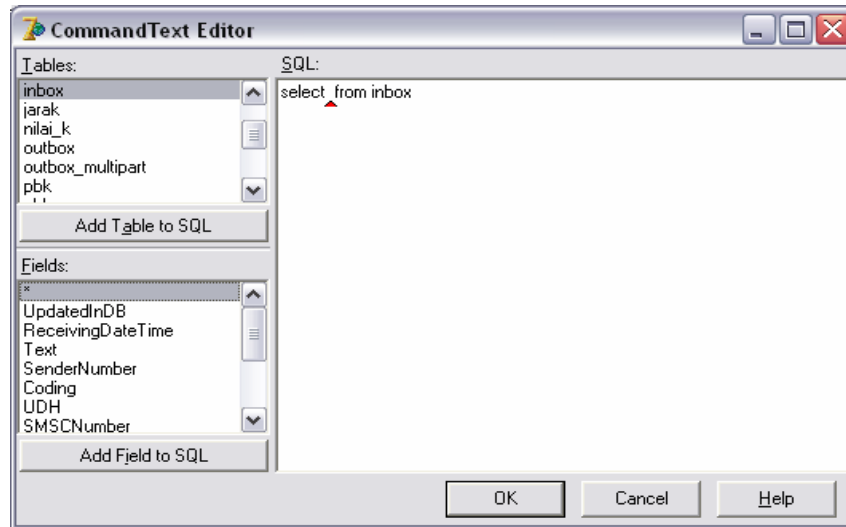 CommandText Editor
Tables:
inbox
jarak
nilai_k
outbox
outbox_multipart
pbk
Add Table to SQL
Fields:
*
UpdatedInDB
ReceivingDateTime
Text
SenderNumber
Coding
UDH
SMSCNumber
Add Field to SQL
SQL:
select from inbox
OK
Cancel
Help